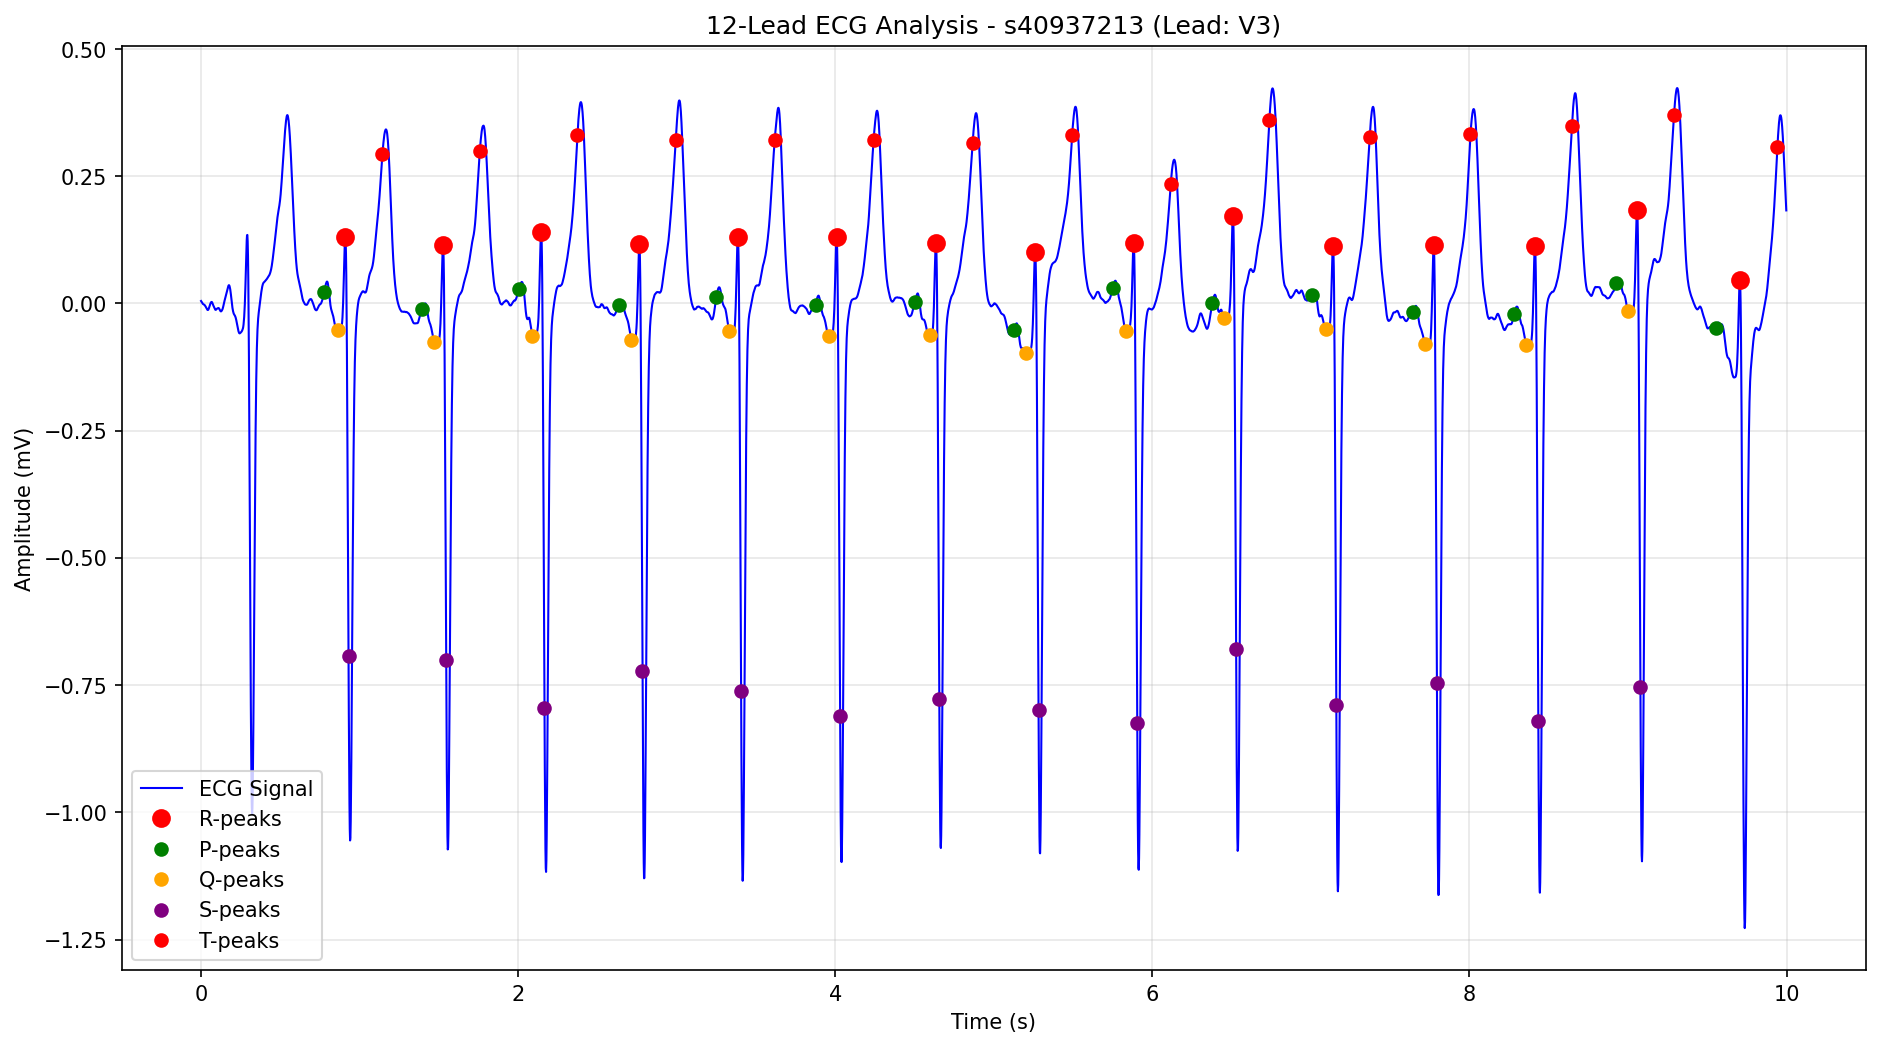 12-Lead ECG Analysis - s40937213 (Lead: V3)
0.50
0.25
0.00
−0.25
−0.50
−0.75
−1.00
−1.25
Amplitude (mV)
ECG Signal
R-peaks
P-peaks
Q-peaks
S-peaks
T-peaks
0 2 4 6 8 10
Time (s)